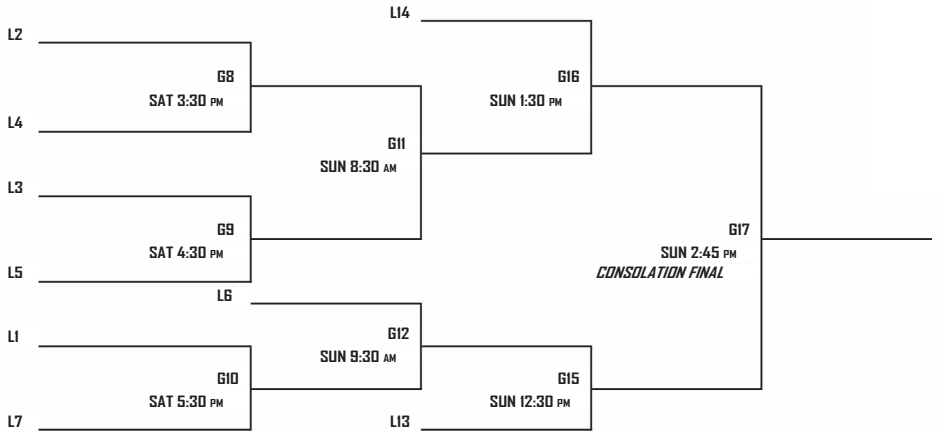 L14
L2
G8
SAT 3:30 PM
G16
SUN 1:30 PM
L4
G11
SUN 8:30 AM
L3
G9
SAT 4:30 PM
G17
SUN 2:45 PM
CONSOLATION FINAL
L5
L6
L1
G12
SUN 9:30 AM
G10
SAT 5:30 PM
G15
SUN 12:30 PM
L7
L13